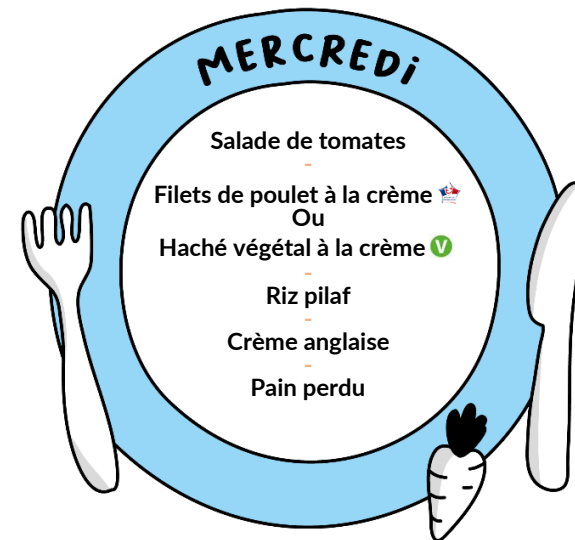 MERCREDi
Salade de tomates
-
Filets de poulet à la crème
Ou
Haché végétal à la crème V
-
Riz pilaf
-
Crème anglaise
-
Pain perdu